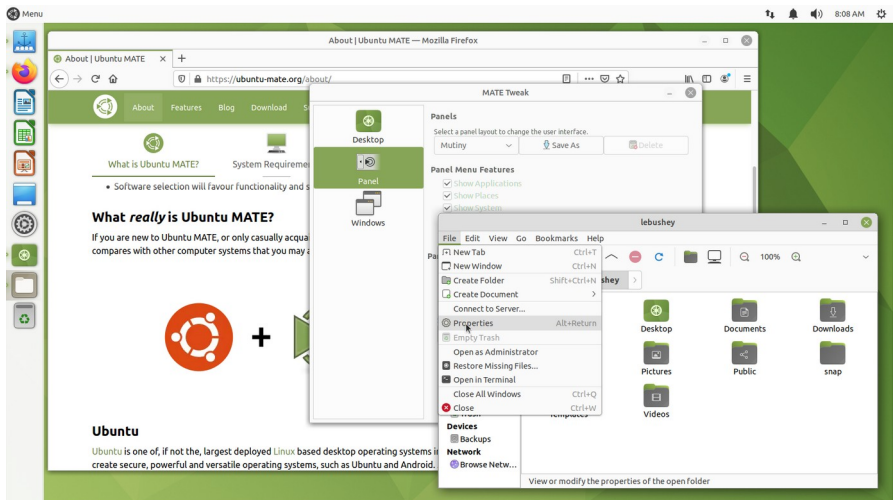 Menu
8:08 AM
About | Ubuntu MATE — Mozilla Firefox
About | Ubuntu MATE
https://ubuntu-mate.org/about/
About Features Blog Download
What is Ubuntu MATE?
System Requireme
• Software selection will favour functionality and s
What really is Ubuntu MATE?
If you are new to Ubuntu MATE, or only casually acqua
compares with other computer systems that you may a
Ubuntu
Ubuntu is one of, if not the, largest deployed Linux based desktop operating systems i
create secure, powerful and versatile operating systems, such as Ubuntu and Android.
MATE Tweak
Desktop
Panel
Windows
Panels
Select a panel layout to change the user interface.
Mutiny
Save As
Delete
Panel Menu Features
Show Applications
Show Places
Show System
Pa
lebushey
File Edit View Go Bookmarks Help
New Tab Ctrl+T
New Window Ctrl+N
Create Folder Shift+Ctrl+N
Create Document
Connect to Server...
Properties Alt+Return
Empty Trash
Open as Administrator
Restore Missing Files...
Open in Terminal
Close All Windows Ctrl+Q
Close Ctrl+W
100%
shey
Desktop
Documents
Downloads
Pictures
Public
snap
Templates
Videos
Trash
Devices
Backups
Network
Browse Netw...
View or modify the properties of the open folder